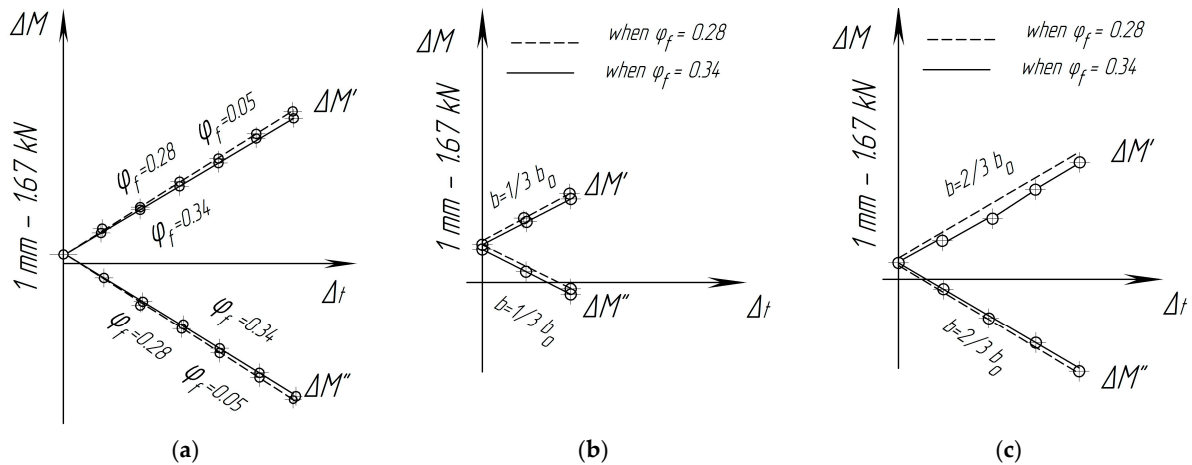 ΔM
1 mm – 1.67 kN
φf=0.28
φf=0.05
ΔM'
φf=0.34
Δt
φf=0.34
φf=0.28
φf=0.05
ΔM"
(a)
ΔM
when φf = 0.28
when φf = 0.34
1 mm – 1.67 kN
b=1/3 b0
ΔM'
Δt
ΔM"
b=1/3 b0
(b)
ΔM
when φf = 0.28
when φf = 0.34
1 mm – 1.67 kN
b=2/3 b0
ΔM'
Δt
b=2/3 b0
ΔM"
(c)